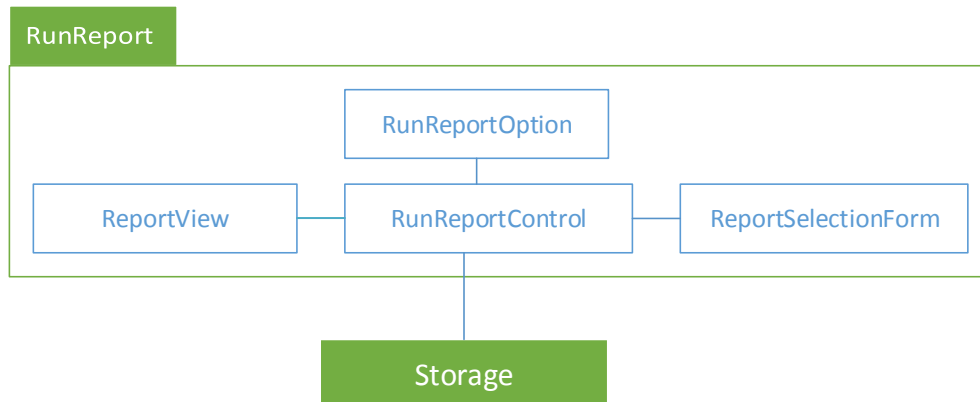 RunReport
RunReportOption
ReportView
RunReportControl
ReportSelectionForm
Storage